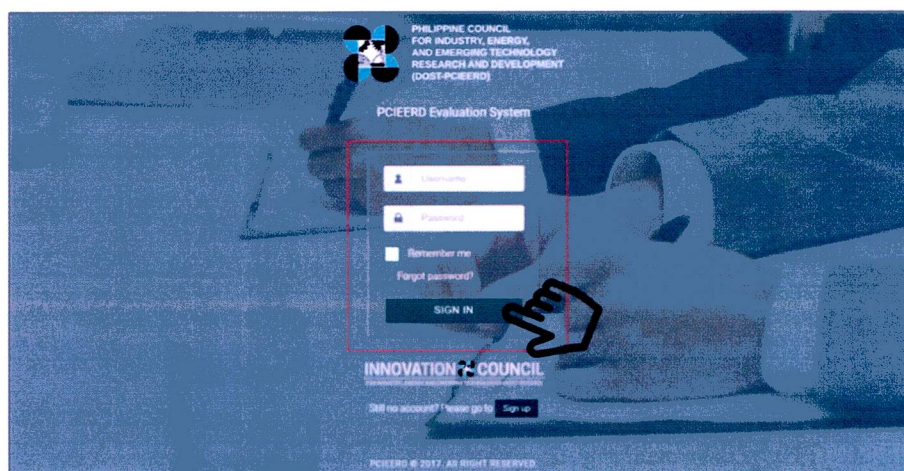 PHILIPPINE COUNCIL
FOR INDUSTRY, ENERGY,
AND EMERGING TECHNOLOGY
RESEARCH AND DEVELOPMENT
(DOST-PCIEERD)
PCIEERD Evaluation System
Username
Password
Remember me
Forgot password?
SIGN IN
INNOVATION COUNCIL
Still no account? Please go to Sign up
PCIEERD © 2017. All RIGHT RESERVED.